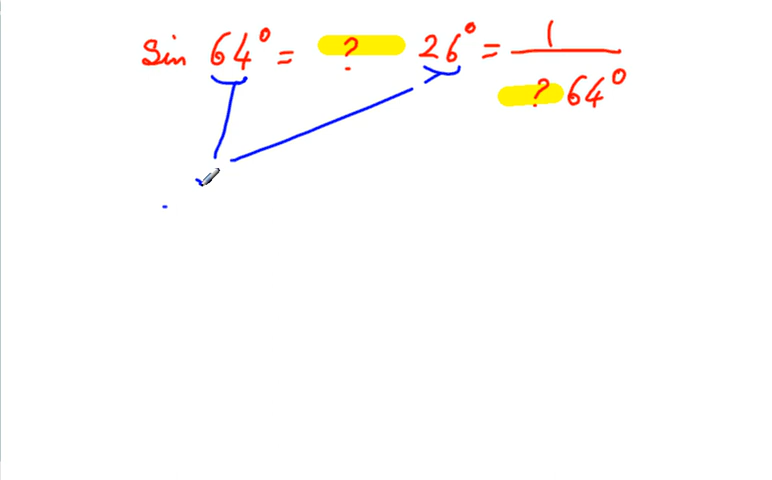 sin 64° = ? 26° = 1 / ? 64°